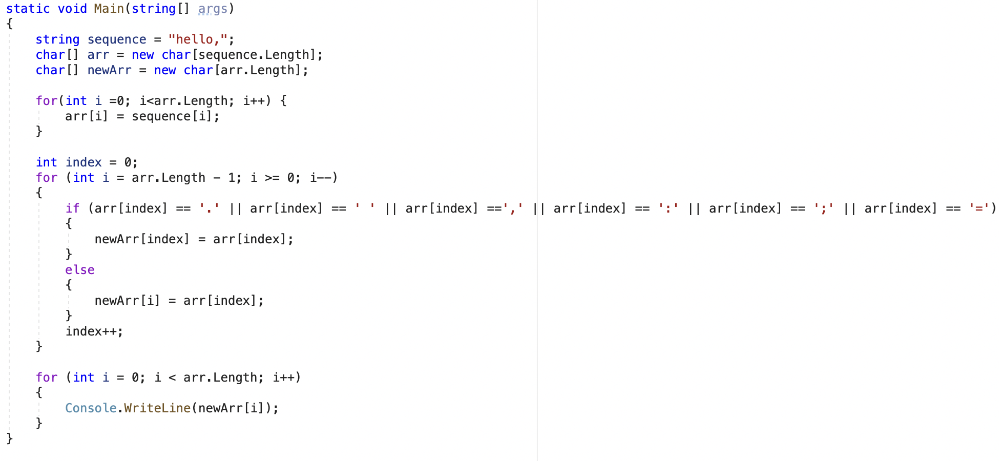 static void Main(string[] args)
{
    string sequence = "hello,";
    char[] arr = new char[sequence.Length];
    char[] newArr = new char[arr.Length];

    for(int i =0; i<arr.Length; i++) {
        arr[i] = sequence[i];
    }

    int index = 0;
    for (int i = arr.Length - 1; i >= 0; i--)
    {
        if (arr[index] == '.' || arr[index] == ' ' || arr[index] ==',' || arr[index] == ':' || arr[index] == ';' || arr[index] == '=')
        {
            newArr[index] = arr[index];
        }
        else
        {
            newArr[i] = arr[index];
        }
        index++;
    }

    for (int i = 0; i < arr.Length; i++)
    {
        Console.WriteLine(newArr[i]);
    }
}